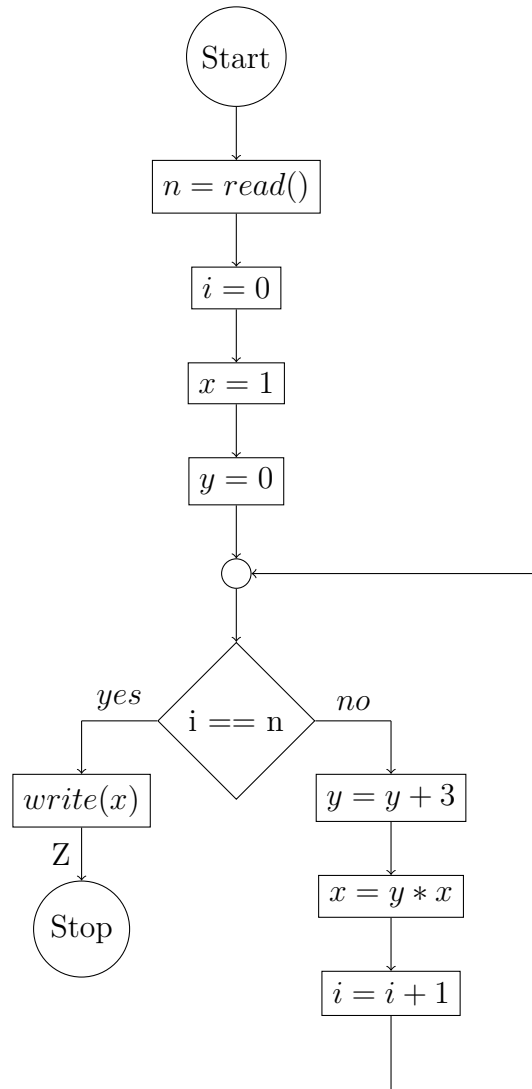 Start
n = read()
i = 0
x = 1
y = 0
yes
i == n
no
write(x)
y = y + 3
Z
x = y * x
Stop
i = i + 1